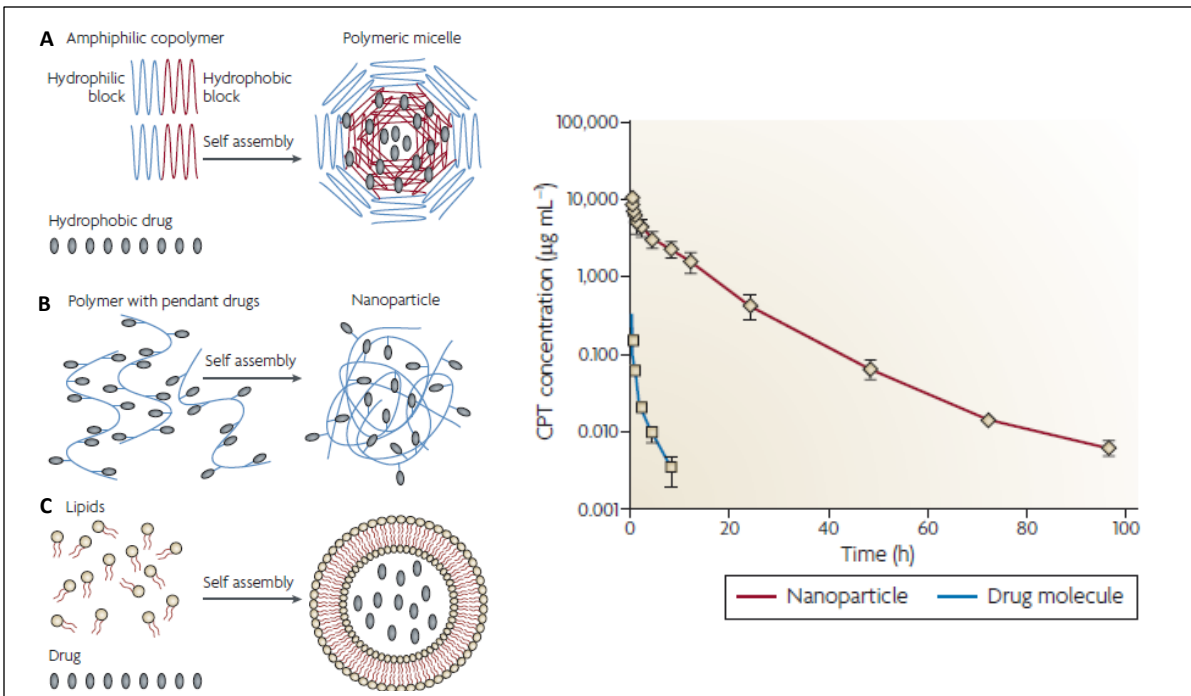 A
Amphiphilic copolymer
Polymeric micelle
Hydrophilic
block
Hydrophobic
block
Self assembly
Hydrophobic drug
B
Polymer with pendant drugs
Nanoparticle
Self assembly
C
Lipids
Self assembly
Drug
CPT concentration (µg mL⁻¹)
100,000
10,000
1,000
0.100
0.010
0.001
0
20
40
60
80
100
Time (h)
Nanoparticle
Drug molecule